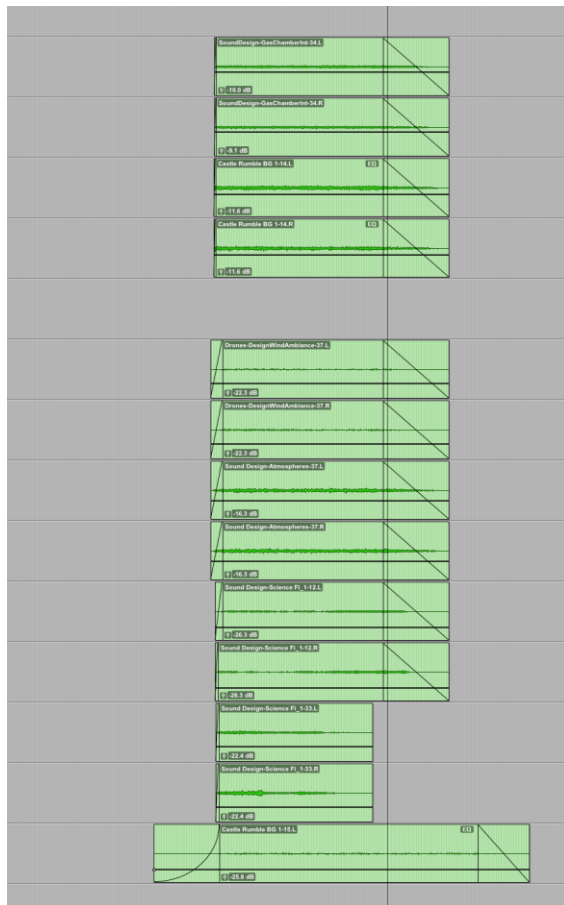 SoundDesign-GasChamberInt-34.L
-10.0 dB
SoundDesign-GasChamberInt-34.R
-9.1 dB
Castle Rumble BG 1-14.L EQ
-11.6 dB
Castle Rumble BG 1-14.R EQ
-11.6 dB
Drones-DesignWindAmbiance-37.L
-22.3 dB
Drones-DesignWindAmbiance-37.R
-22.3 dB
Sound Design-Atmospheres-37.L
-16.3 dB
Sound Design-Atmospheres-37.R
-16.3 dB
Sound Design-Science Fi_1-12.L
-26.3 dB
Sound Design-Science Fi_1-12.R
-26.3 dB
Sound Design-Science Fi_1-33.L
-22.4 dB
Sound Design-Science Fi_1-33.R
-22.4 dB
Castle Rumble BG 1-15.L EQ
-25.8 dB